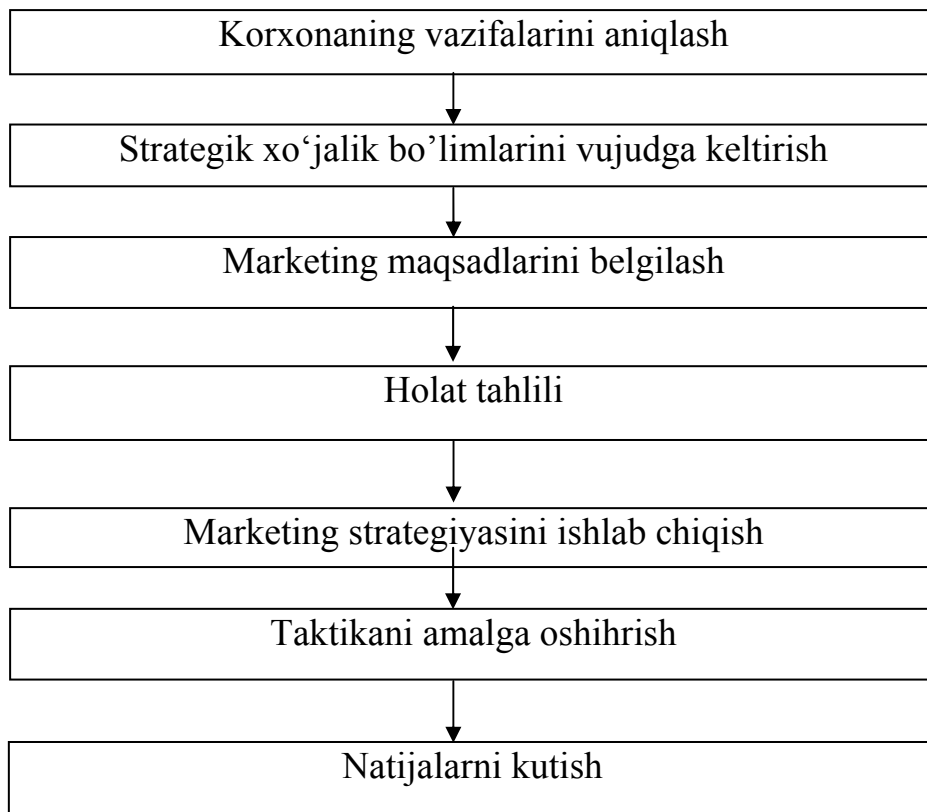 Korxonaning vazifalarini aniqlash
Strategik xo‘jalik bo’limlarini vujudga keltirish
Marketing maqsadlarini belgilash
Holat tahlili
Marketing strategiyasini ishlab chiqish
Taktikani amalga oshihrish
Natijalarni kutish